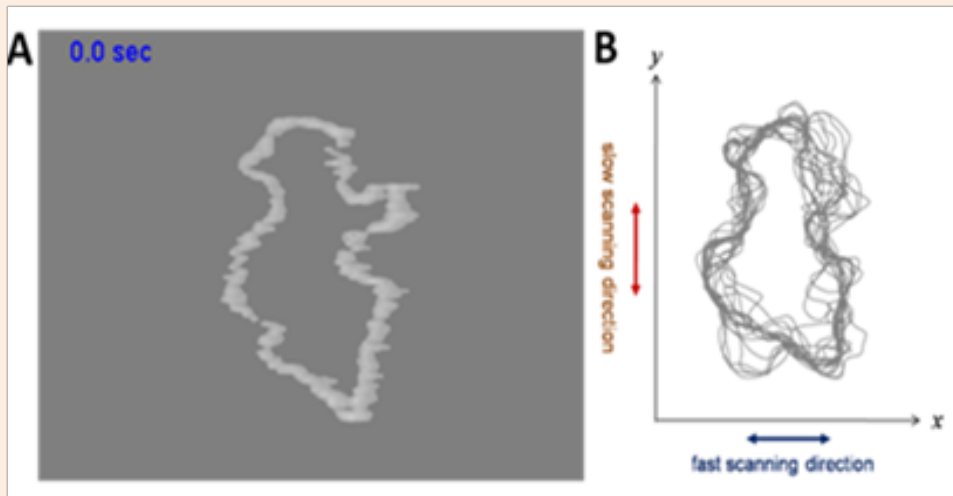 A
0.0 sec
B
y
slow scanning direction
x
fast scanning direction